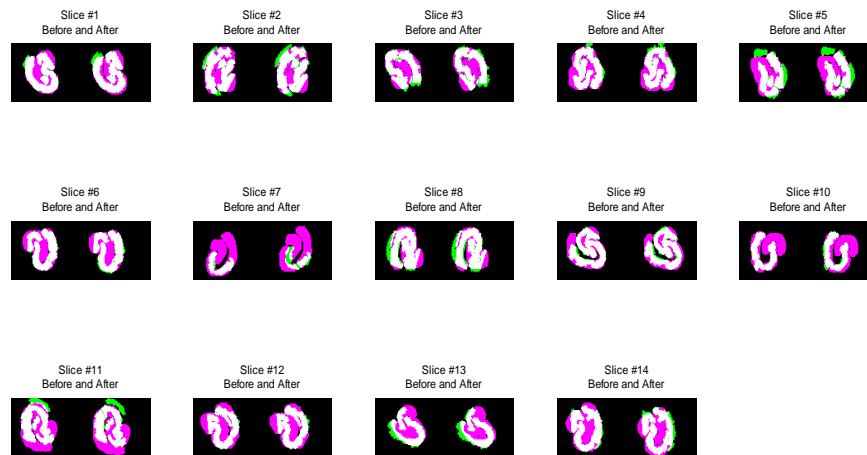 Slice #1
Before and After
Slice #2
Before and After
Slice #3
Before and After
Slice #4
Before and After
Slice #5
Before and After
Slice #6
Before and After
Slice #7
Before and After
Slice #8
Before and After
Slice #9
Before and After
Slice #10
Before and After
Slice #11
Before and After
Slice #12
Before and After
Slice #13
Before and After
Slice #14
Before and After